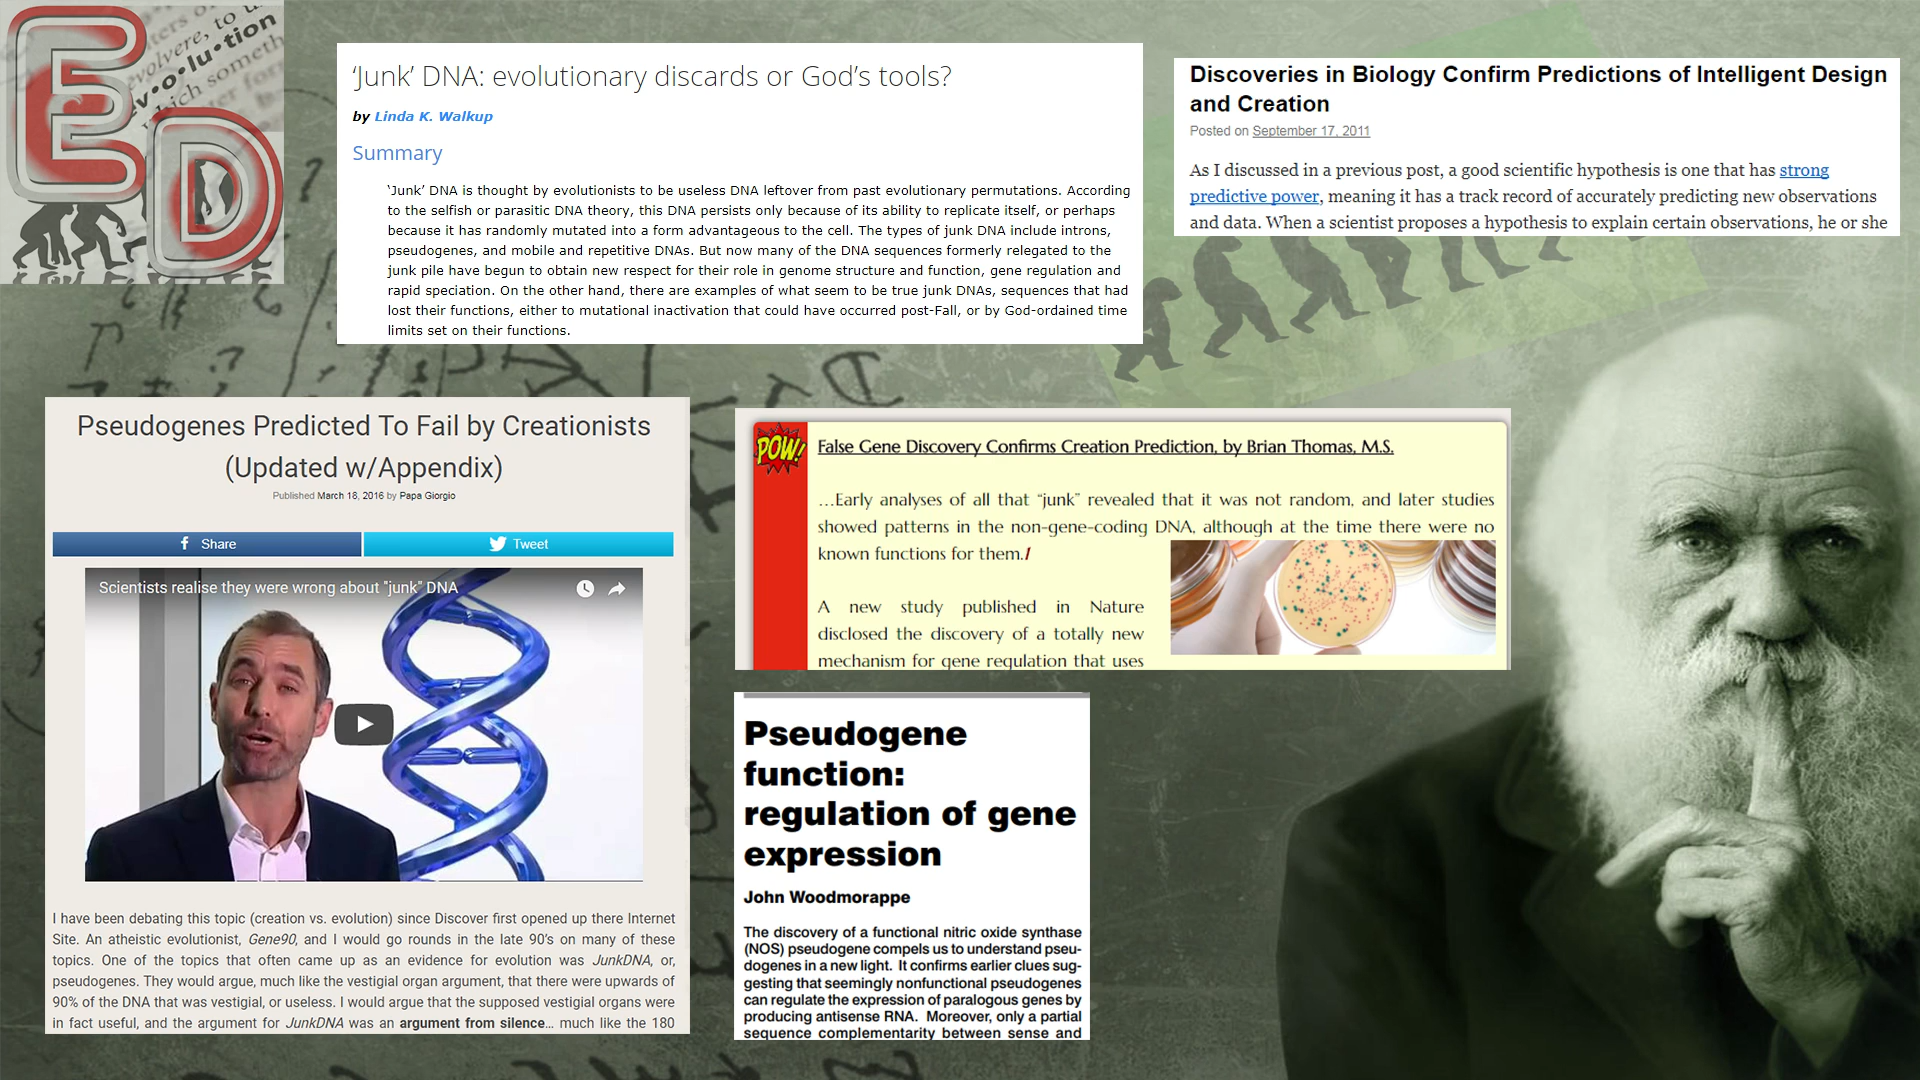 ED
ters of
volvere, to u
ev•o•lu•tion
which someth
ter for
'Junk' DNA: evolutionary discards or God's tools?
by Linda K. Walkup
Summary
'Junk' DNA is thought by evolutionists to be useless DNA leftover from past evolutionary permutations. According
to the selfish or parasitic DNA theory, this DNA persists only because of its ability to replicate itself, or perhaps
because it has randomly mutated into a form advantageous to the cell. The types of junk DNA include introns,
pseudogenes, and mobile and repetitive DNAs. But now many of the DNA sequences formerly relegated to the
junk pile have begun to obtain new respect for their role in genome structure and function, gene regulation and
rapid speciation. On the other hand, there are examples of what seem to be true junk DNAs, sequences that had
lost their functions, either to mutational inactivation that could have occurred post-Fall, or by God-ordained time
limits set on their functions.
Discoveries in Biology Confirm Predictions of Intelligent Design
and Creation
Posted on September 17, 2011
As I discussed in a previous post, a good scientific hypothesis is one that has strong
predictive power, meaning it has a track record of accurately predicting new observations
and data. When a scientist proposes a hypothesis to explain certain observations, he or she
Pseudogenes Predicted To Fail by Creationists
(Updated w/Appendix)
Published March 18, 2016 by Papa Giorgio
Share
Tweet
Scientists realise they were wrong about "junk" DNA
I have been debating this topic (creation vs. evolution) since Discover first opened up there Internet
Site. An atheistic evolutionist, Gene90, and I would go rounds in the late 90's on many of these
topics. One of the topics that often came up as an evidence for evolution was JunkDNA, or,
pseudogenes. They would argue, much like the vestigial organ argument, that there were upwards of
90% of the DNA that was vestigial, or useless. I would argue that the supposed vestigial organs were
in fact useful, and the argument for JunkDNA was an argument from silence… much like the 180
POW!
False Gene Discovery Confirms Creation Prediction, by Brian Thomas, M.S.
…Early analyses of all that "junk" revealed that it was not random, and later studies
showed patterns in the non-gene-coding DNA, although at the time there were no
known functions for them.1
A new study published in Nature
disclosed the discovery of a totally new
mechanism for gene regulation that uses
Pseudogene
function:
regulation of gene
expression
John Woodmorappe
The discovery of a functional nitric oxide synthase
(NOS) pseudogene compels us to understand pseu-
dogenes in a new light. It confirms earlier clues sug-
gesting that seemingly nonfunctional pseudogenes
can regulate the expression of paralogous genes by
producing antisense RNA. Moreover, only a partial
sequence complementarity between sense and